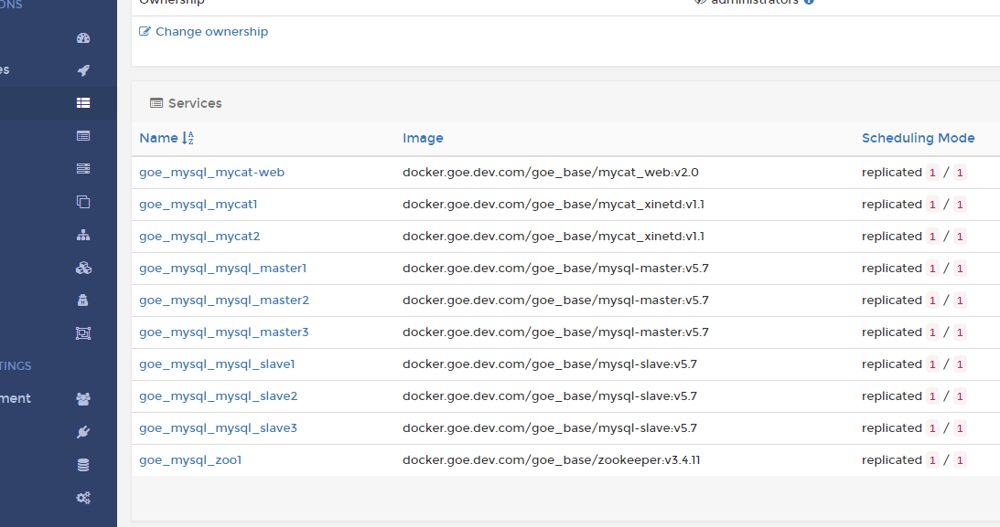 ONS
Ownership administrators
Change ownership
es
Services
Name Image Scheduling Mode
goe_mysql_mycat-web docker.goe.dev.com/goe_base/mycat_web:v2.0 replicated 1 / 1
goe_mysql_mycat1 docker.goe.dev.com/goe_base/mycat_xinetd:v1.1 replicated 1 / 1
goe_mysql_mycat2 docker.goe.dev.com/goe_base/mycat_xinetd:v1.1 replicated 1 / 1
goe_mysql_mysql_master1 docker.goe.dev.com/goe_base/mysql-master:v5.7 replicated 1 / 1
goe_mysql_mysql_master2 docker.goe.dev.com/goe_base/mysql-master:v5.7 replicated 1 / 1
goe_mysql_mysql_master3 docker.goe.dev.com/goe_base/mysql-master:v5.7 replicated 1 / 1
goe_mysql_mysql_slave1 docker.goe.dev.com/goe_base/mysql-slave:v5.7 replicated 1 / 1
TINGS
goe_mysql_mysql_slave2 docker.goe.dev.com/goe_base/mysql-slave:v5.7 replicated 1 / 1
ment
goe_mysql_mysql_slave3 docker.goe.dev.com/goe_base/mysql-slave:v5.7 replicated 1 / 1
goe_mysql_zoo1 docker.goe.dev.com/goe_base/zookeeper:v3.4.11 replicated 1 / 1